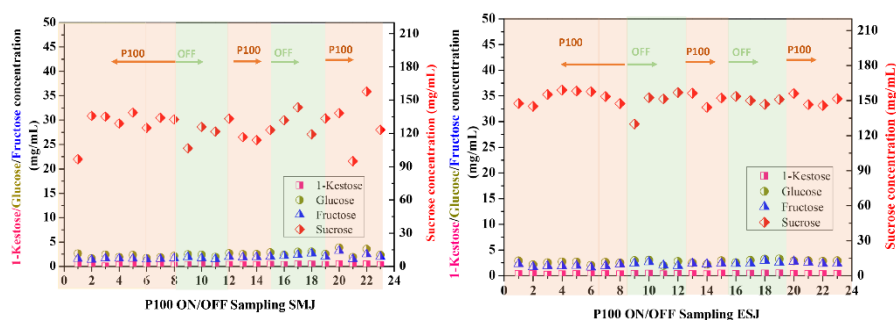 1-Kestose/Glucose/Fructose concentration
(mg/mL)
50
45
40
35
30
25
20
15
10
5
0
P100
OFF
P100
OFF
P100
1-Kestose
Glucose
Fructose
Sucrose
210
180
150
120
90
60
30
0
Sucrose concentration (mg/mL)
0 2 4 6 8 10 12 14 16 18 20 22 24
P100 ON/OFF Sampling SMJ
1-Kestose/Glucose/Fructose concentration
(mg/mL)
50
45
40
35
30
25
20
15
10
5
0
P100
OFF
P100
OFF
P100
1-Kestose
Glucose
Fructose
Sucrose
210
180
150
120
90
60
30
0
Sucrose concentration (mg/mL)
0 2 4 6 8 10 12 14 16 18 20 22 24
P100 ON/OFF Sampling ESJ